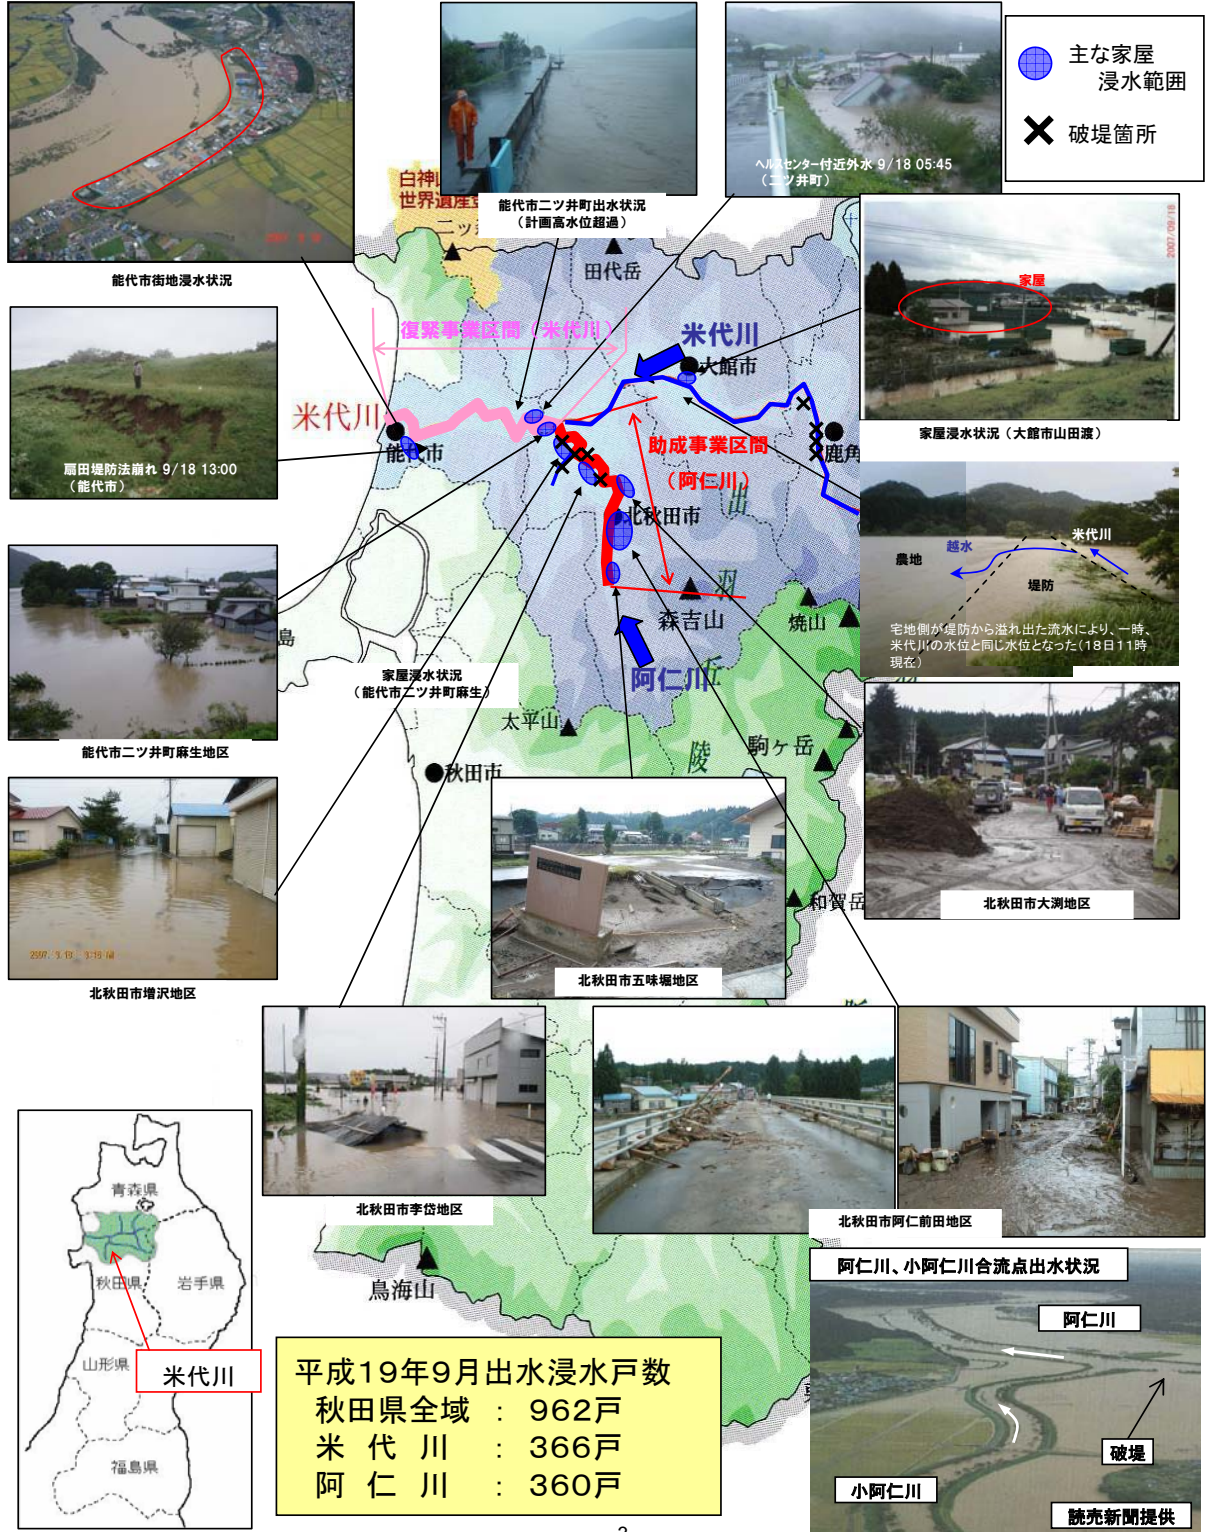 主な家屋
浸水範囲
破堤箇所
能代市街地浸水状況
能代市二ツ井町出水状況
(計画高水位超過)
ヘルスセンター付近外水 9/18 05:45
(二ツ井町)
2007/09/18
家屋
家屋浸水状況(大館市山田渡)
扇田堤防法崩れ 9/18 13:00
(能代市)
白神山
世界遺産
田代岳
復緊事業区間(米代川)
米代川
大館市
米代川
能代市
助成事業区間
(阿仁川)
鹿角
北秋田市
出
羽
丘
陵
森吉山
焼山
阿仁川
太平山
駒ヶ岳
秋田市
和賀岳
鳥海山
島
越水
米代川
農地
堤防
宅地側が堤防から溢れ出た流水により、一時、
米代川の水位と同じ水位となった(18日11時
現在)
家屋浸水状況
(能代市二ツ井町麻生)
能代市二ツ井町麻生地区
北秋田市大渕地区
北秋田市増沢地区
北秋田市五味堀地区
北秋田市李岱地区
北秋田市阿仁前田地区
青森県
秋田県
岩手県
山形県
福島県
米代川
平成19年9月出水浸水戸数
秋田県全域 : 962戸
米代川 : 366戸
阿仁川 : 360戸
阿仁川、小阿仁川合流点出水状況
阿仁川
破堤
小阿仁川
読売新聞提供